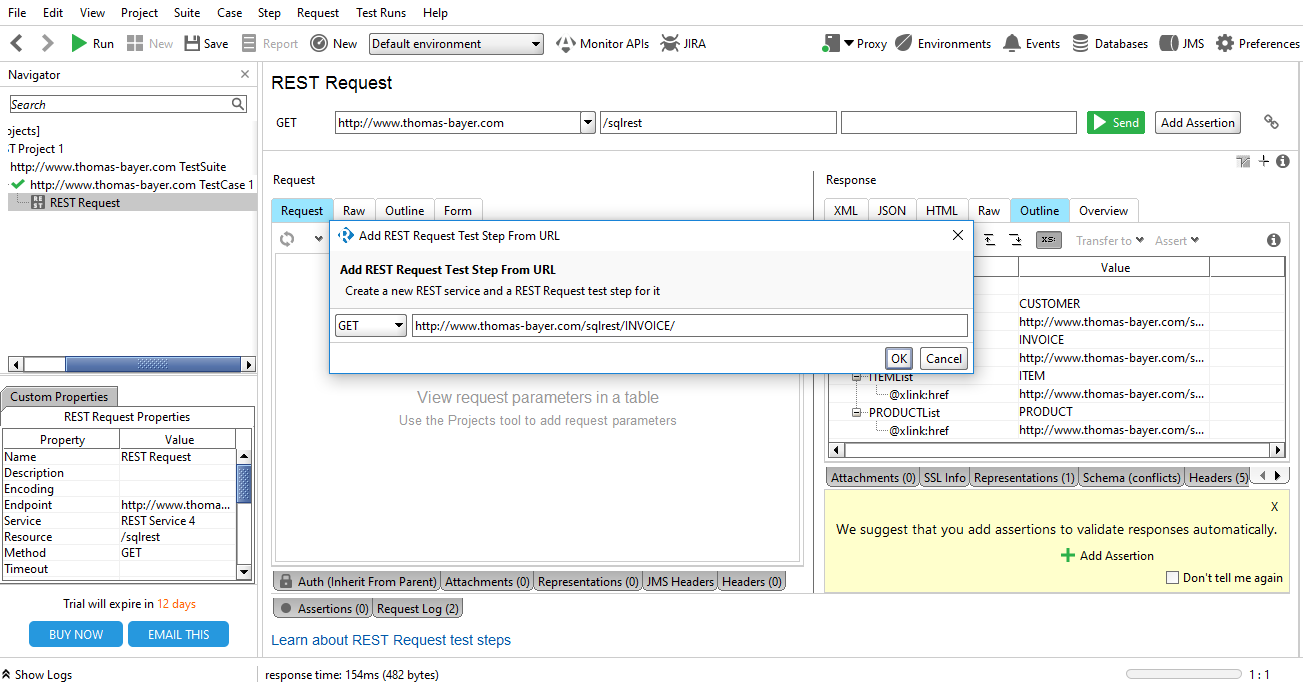 File Edit View Project Suite Case Step Request Test Runs Help
Run New Save Report New Default environment Monitor APIs JIRA Proxy Environments Events Databases JMS Preferences
Navigator
Search
ojects]
T Project 1
http://www.thomas-bayer.com TestSuite
http://www.thomas-bayer.com TestCase 1
REST Request
Custom Properties
REST Request Properties
Property Value
Name REST Request
Description
Encoding
Endpoint http://www.thoma...
Service REST Service 4
Resource /sqlrest
Method GET
Timeout
Trial will expire in 12 days
BUY NOW EMAIL THIS
REST Request
GET http://www.thomas-bayer.com /sqlrest Send Add Assertion
Request
Request Raw Outline Form
Add REST Request Test Step From URL
Add REST Request Test Step From URL
Create a new REST service and a REST Request test step for it
GET http://www.thomas-bayer.com/sqlrest/INVOICE/
OK Cancel
View request parameters in a table
Use the Projects tool to add request parameters
Auth (Inherit From Parent) Attachments (0) Representations (0) JMS Headers Headers (0)
Assertions (0) Request Log (2)
Learn about REST Request test steps
Response
XML JSON HTML Raw Outline Overview
XS: Transfer to Assert
Value
CUSTOMER
http://www.thomas-bayer.com/s...
INVOICE
http://www.thomas-bayer.com/s...
ITEMList ITEM
@xlink:href http://www.thomas-bayer.com/s...
PRODUCTList PRODUCT
@xlink:href http://www.thomas-bayer.com/s...
Attachments (0) SSL Info Representations (1) Schema (conflicts) Headers (5)
X
We suggest that you add assertions to validate responses automatically.
Add Assertion
Don't tell me again
Show Logs response time: 154ms (482 bytes) 1 : 1